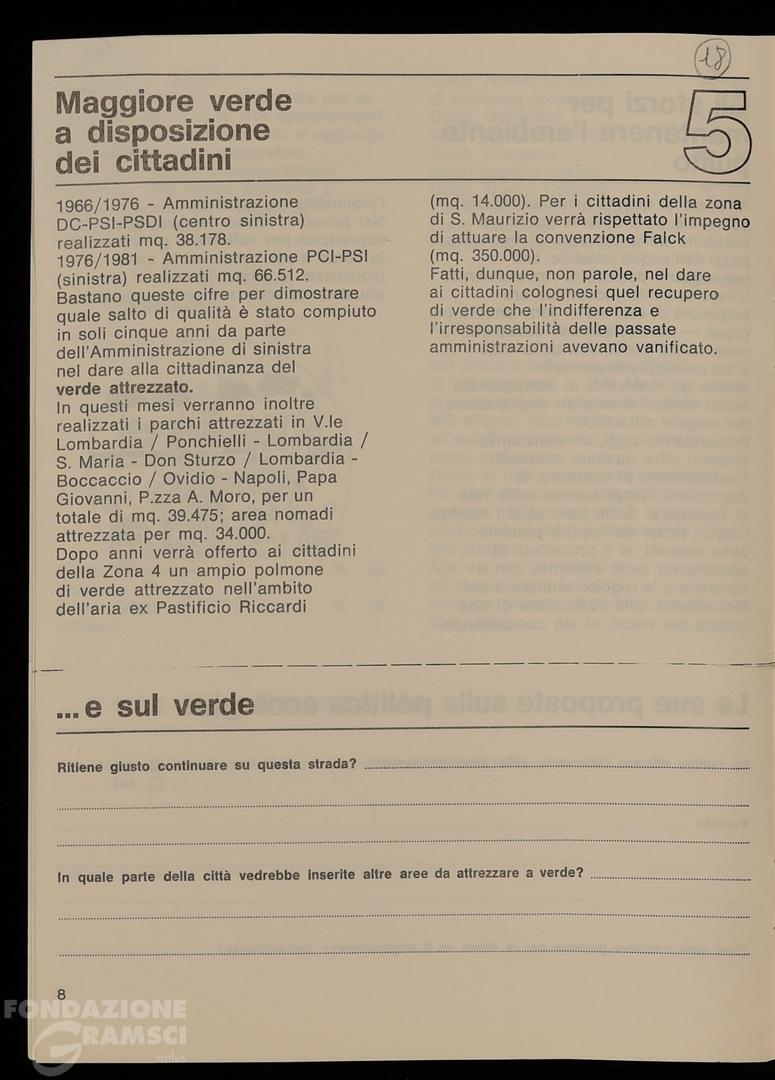 18
5
Maggiore verde
a disposizione
dei cittadini
1966/1976 - Amministrazione
DC-PSI-PSDI (centro sinistra)
realizzati mq. 38.178.
1976/1981 - Amministrazione PCI-PSI
(sinistra) realizzati mq. 66.512.
Bastano queste cifre per dimostrare
quale salto di qualità è stato compiuto
in soli cinque anni da parte
dell'Amministrazione di sinistra
nel dare alla cittadinanza del
verde attrezzato.
In questi mesi verranno inoltre
realizzati i parchi attrezzati in V.le
Lombardia / Ponchielli - Lombardia /
S. Maria - Don Sturzo / Lombardia -
Boccaccio / Ovidio - Napoli, Papa
Giovanni, P.zza A. Moro, per un
totale di mq. 39.475; area nomadi
attrezzata per mq. 34.000.
Dopo anni verrà offerto ai cittadini
della Zona 4 un ampio polmone
di verde attrezzato nell'ambito
dell'aria ex Pastificio Riccardi
(mq. 14.000). Per i cittadini della zona
di S. Maurizio verrà rispettato l'impegno
di attuare la convenzione Falck
(mq. 350.000).
Fatti, dunque, non parole, nel dare
ai cittadini colognesi quel recupero
di verde che l'indifferenza e
l'irresponsabilità delle passate
amministrazioni avevano vanificato.
...e sul verde
Ritiene giusto continuare su questa strada?
In quale parte della città vedrebbe inserite altre aree da attrezzare a verde?
8
FONDAZIONE
GRAMSCI
onlus